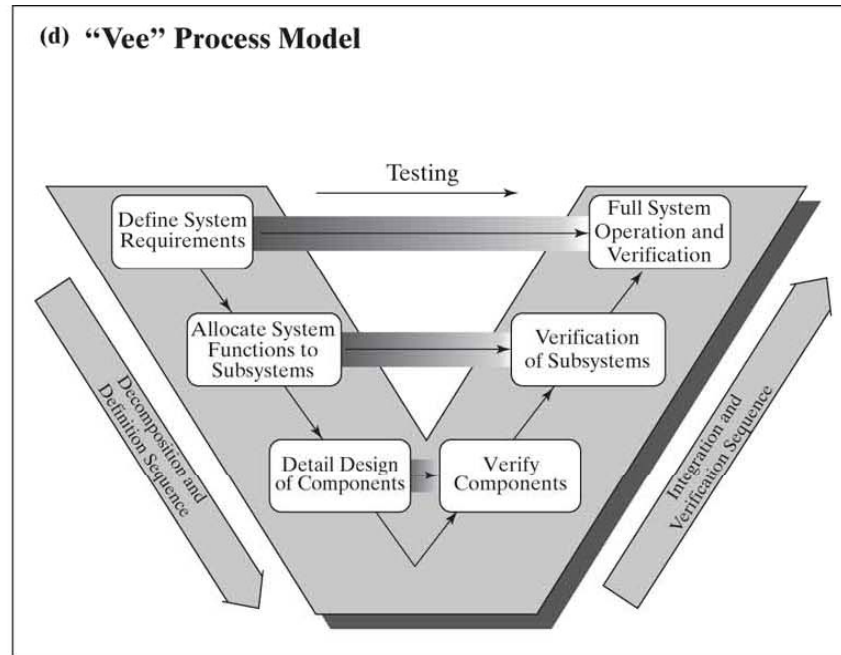 (d) “Vee” Process Model
Testing
Define System
Requirements
Full System
Operation and
Verification
Allocate System
Functions to
Subsystems
Verification
of Subsystems
Detail Design
of Components
Verify
Components
Decomposition and
Definition Sequence
Integration and
Verification Sequence